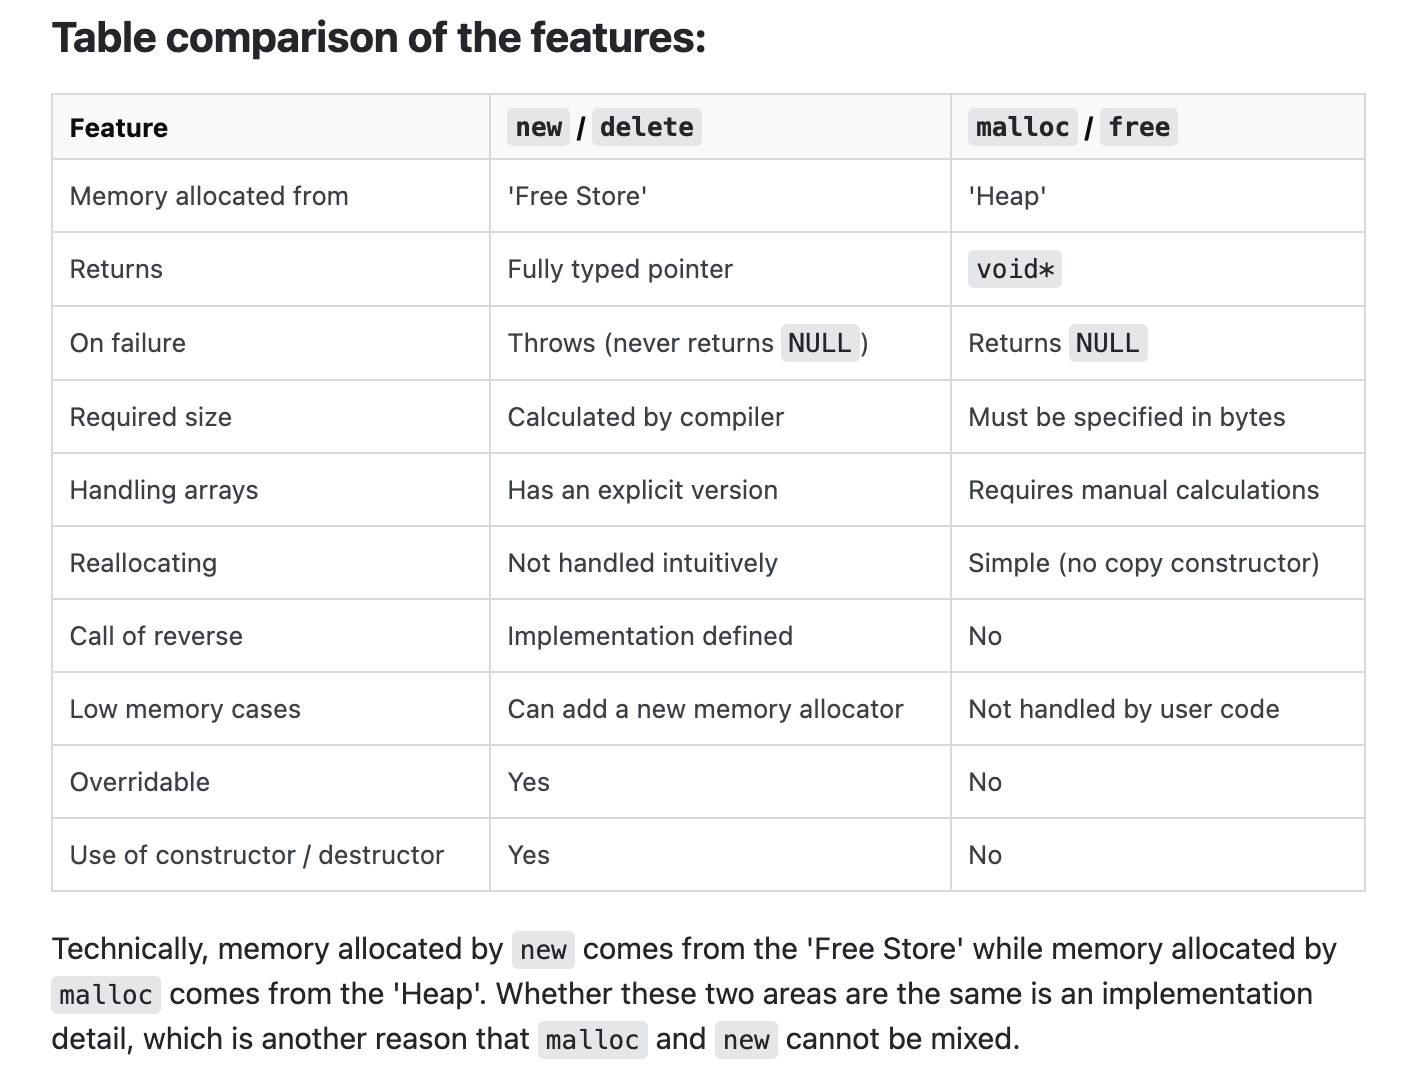 Table comparison of the features:
Feature new / delete malloc / free
Memory allocated from 'Free Store' 'Heap'
Returns Fully typed pointer void*
On failure Throws (never returns NULL) Returns NULL
Required size Calculated by compiler Must be specified in bytes
Handling arrays Has an explicit version Requires manual calculations
Reallocating Not handled intuitively Simple (no copy constructor)
Call of reverse Implementation defined No
Low memory cases Can add a new memory allocator Not handled by user code
Overridable Yes No
Use of constructor / destructor Yes No
Technically, memory allocated by new comes from the 'Free Store' while memory allocated by
malloc comes from the 'Heap'. Whether these two areas are the same is an implementation
detail, which is another reason that malloc and new cannot be mixed.